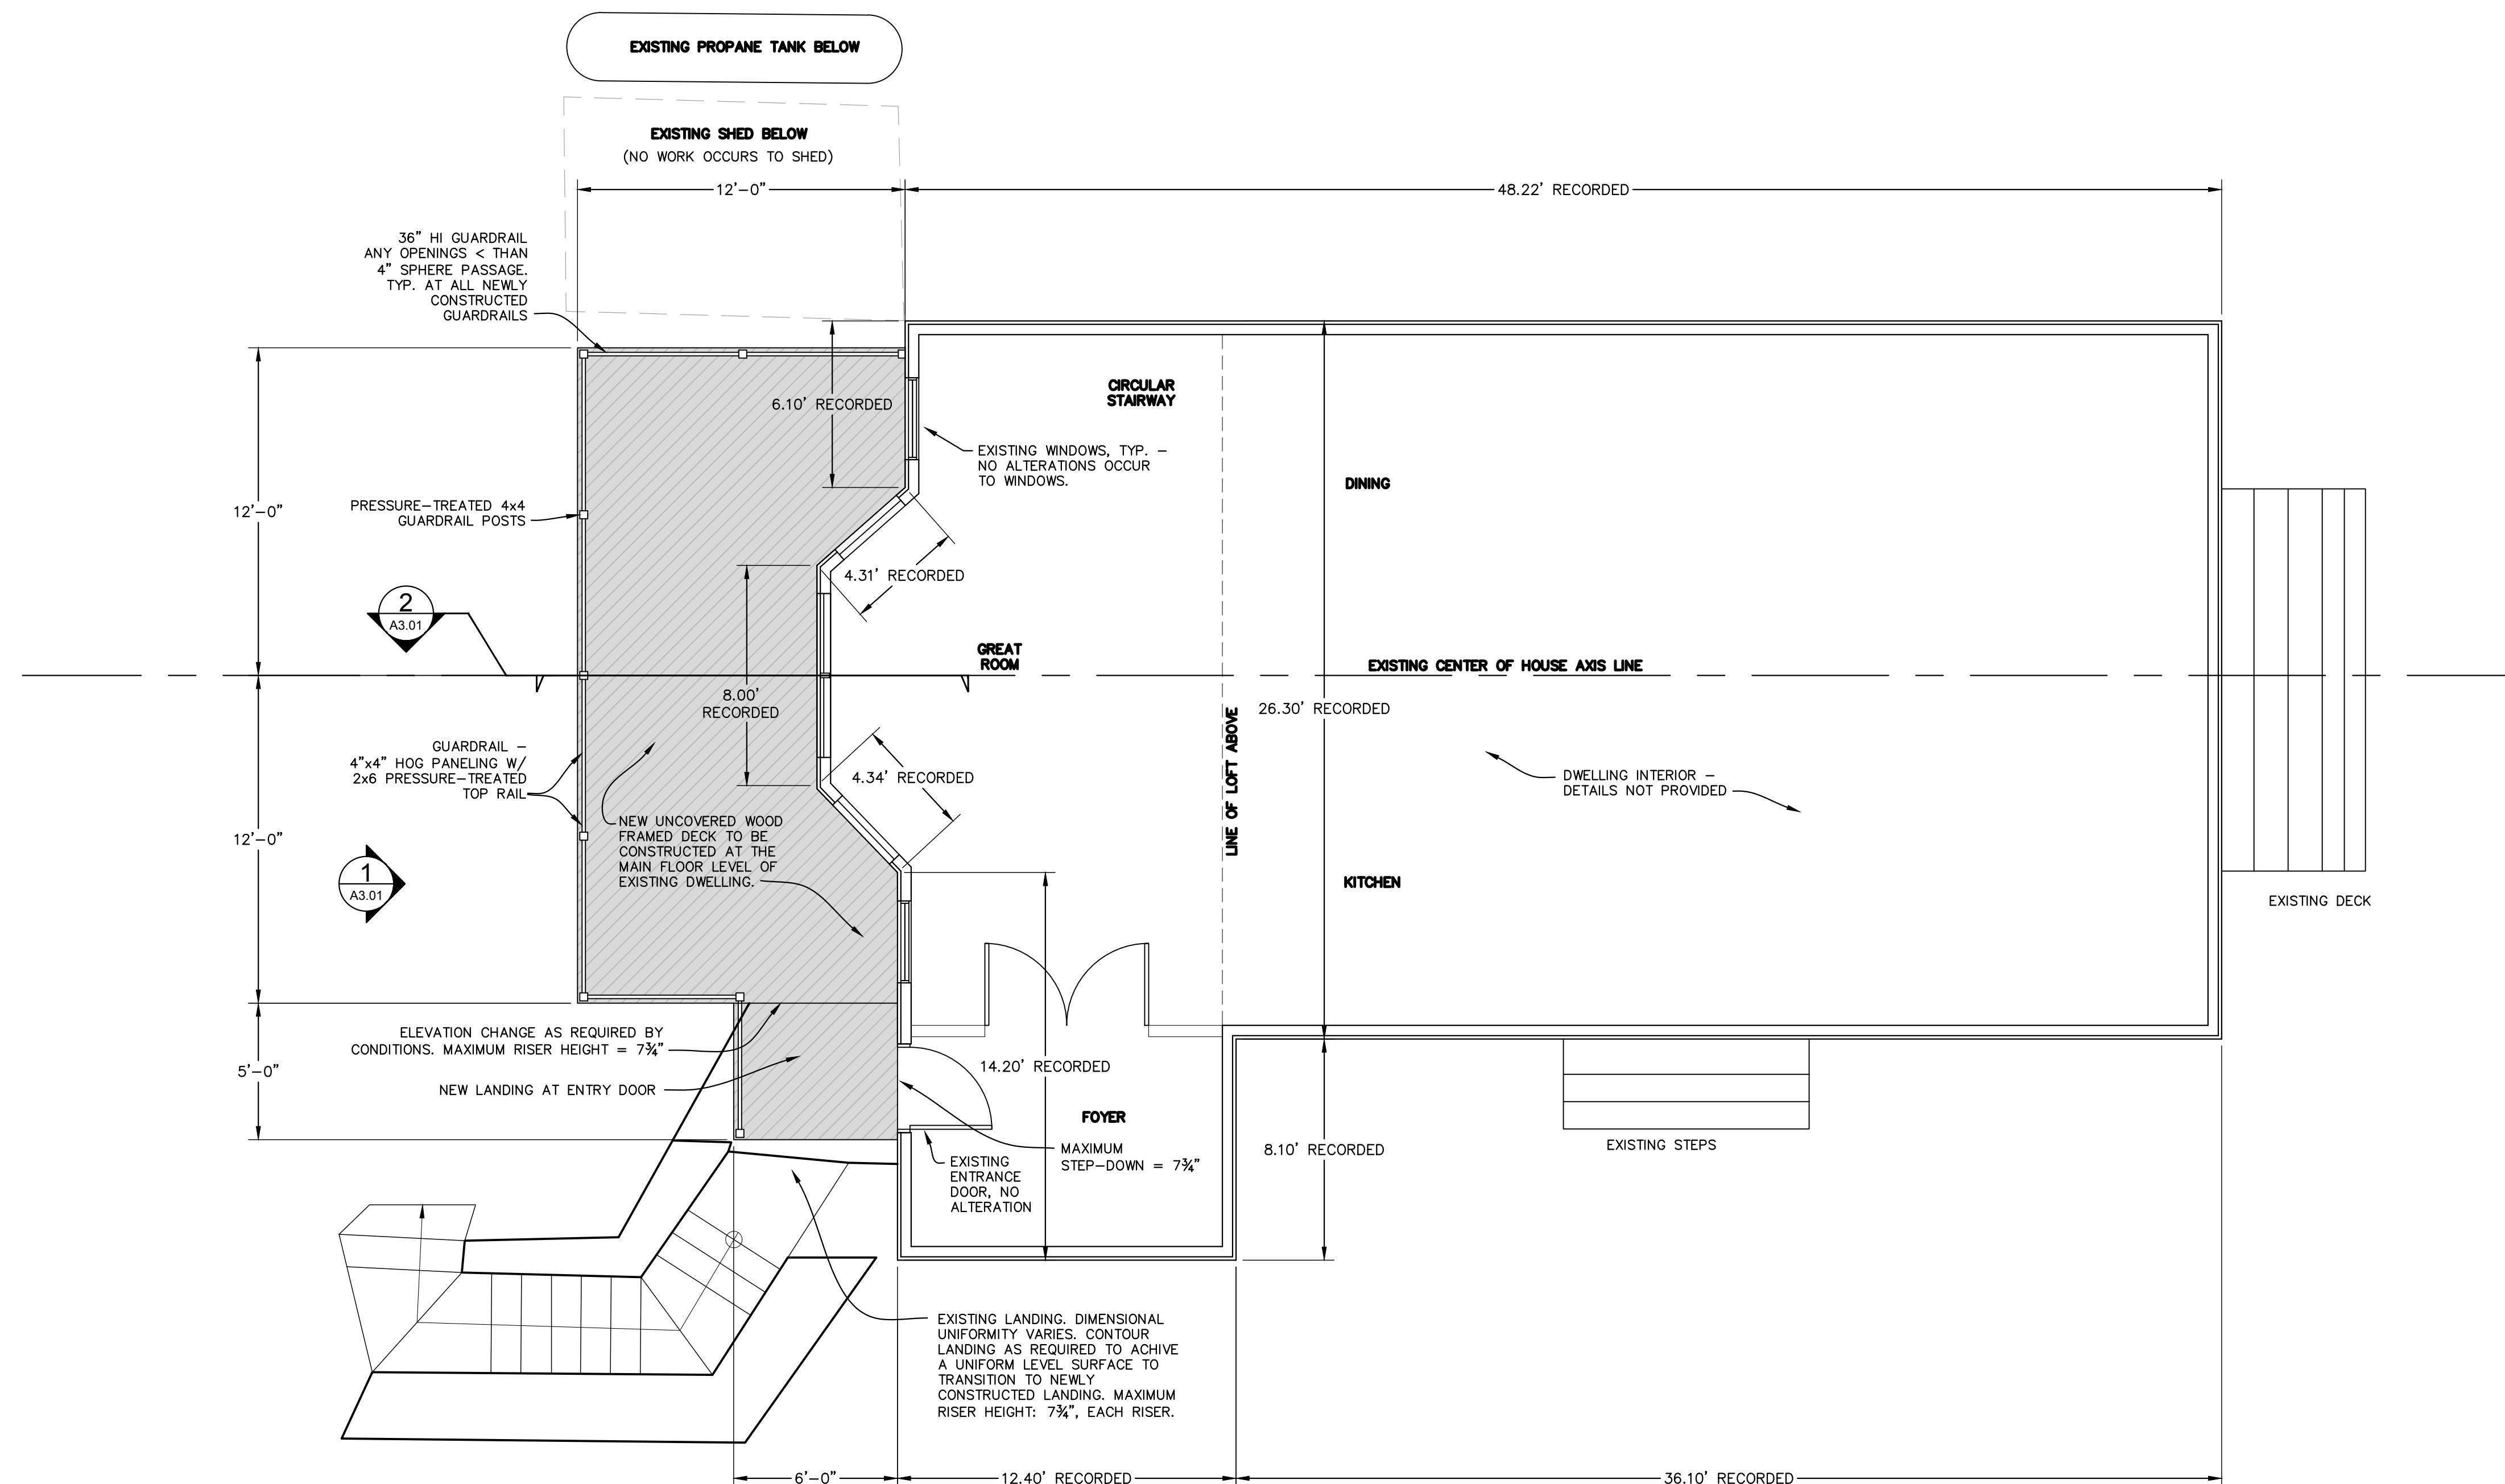 EXISTING PROPANE TANK BELOW
EXISTING SHED BELOW
(NO WORK OCCURS TO SHED)
12'-0"
48.22' RECORDED
36" HI GUARDRAIL
ANY OPENINGS < THAN
4" SPHERE PASSAGE.
TYP. AT ALL NEWLY
CONSTRUCTED
GUARDRAILS
6.10' RECORDED
CIRCULAR
STAIRWAY
EXISTING WINDOWS, TYP. -
NO ALTERATIONS OCCUR
TO WINDOWS.
DINING
12'-0"
PRESSURE-TREATED 4x4
GUARDRAIL POSTS
4.31' RECORDED
2
A3.01
GREAT
ROOM
EXISTING CENTER OF HOUSE AXIS LINE
8.00'
RECORDED
26.30' RECORDED
LINE OF LOFT ABOVE
GUARDRAIL -
4"x4" HOG PANELING W/
2x6 PRESSURE-TREATED
TOP RAIL
4.34' RECORDED
DWELLING INTERIOR -
DETAILS NOT PROVIDED
NEW UNCOVERED WOOD
FRAMED DECK TO BE
CONSTRUCTED AT THE
MAIN FLOOR LEVEL OF
EXISTING DWELLING.
12'-0"
1
A3.01
KITCHEN
EXISTING DECK
ELEVATION CHANGE AS REQUIRED BY
CONDITIONS. MAXIMUM RISER HEIGHT = 7¾"
5'-0"
NEW LANDING AT ENTRY DOOR
14.20' RECORDED
FOYER
MAXIMUM
STEP-DOWN = 7¾"
EXISTING
ENTRANCE
DOOR, NO
ALTERATION
8.10' RECORDED
EXISTING STEPS
EXISTING LANDING. DIMENSIONAL
UNIFORMITY VARIES. CONTOUR
LANDING AS REQUIRED TO ACHIVE
A UNIFORM LEVEL SURFACE TO
TRANSITION TO NEWLY
CONSTRUCTED LANDING. MAXIMUM
RISER HEIGHT: 7¾", EACH RISER.
6'-0"
12.40' RECORDED
36.10' RECORDED